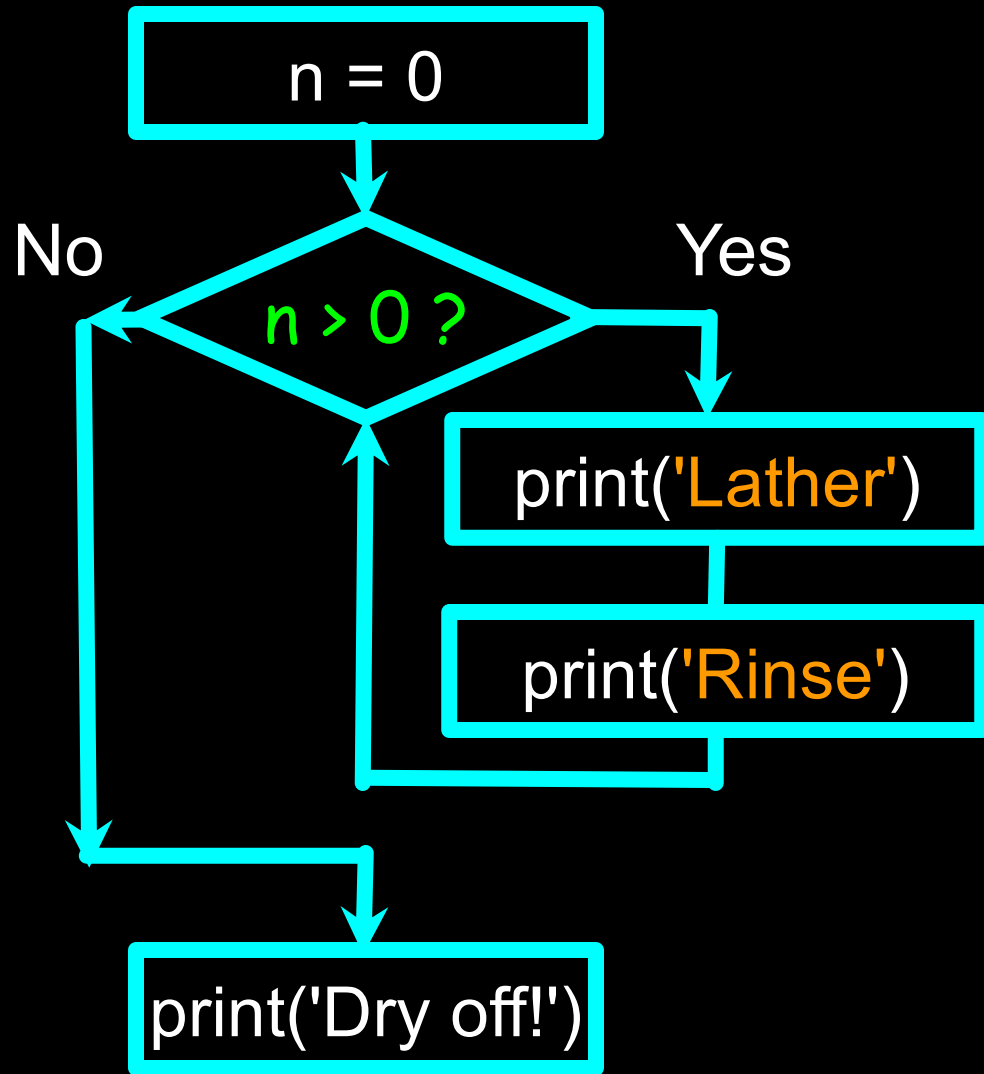 n = 0
No
Yes
n > 0 ?
print('Lather')
print('Rinse')
print('Dry off!')